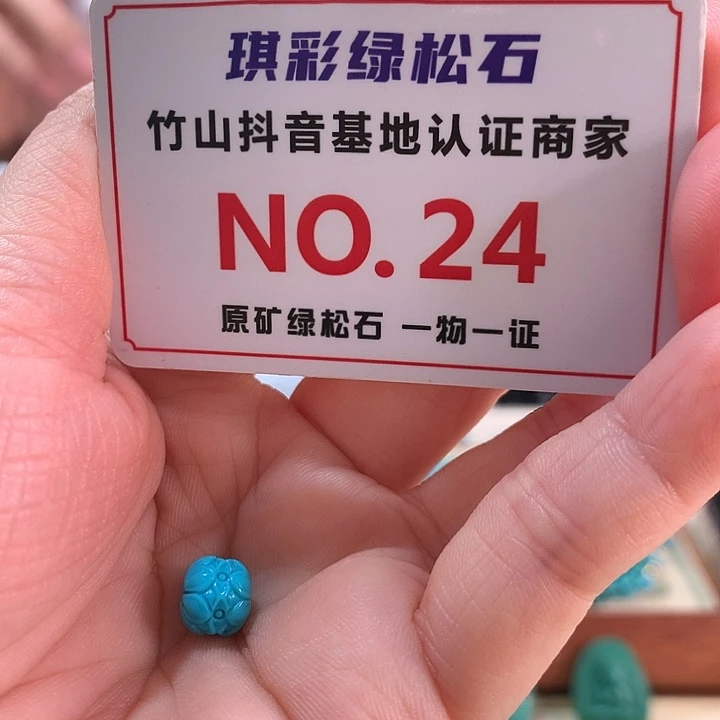 琪彩绿松石
竹山抖音基地认证商家
NO.24
原矿绿松石 一物一证